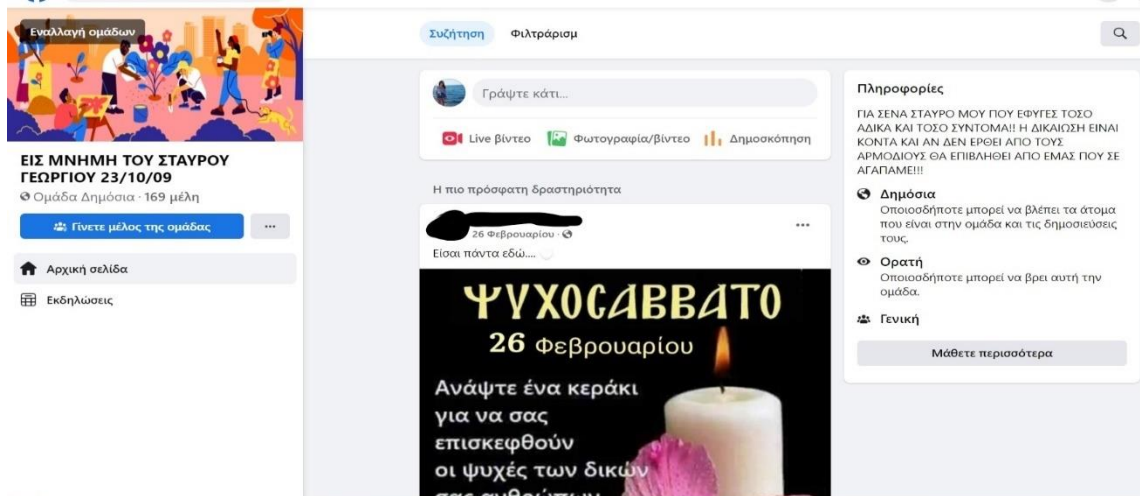 Εναλλαγή ομάδων
ΕΙΣ ΜΝΗΜΗ ΤΟΥ ΣΤΑΥΡΟΥ
ΓΕΩΡΓΙΟΥ 23/10/09
Ομάδα Δημόσια · 169 μέλη
Γίνετε μέλος της ομάδας
Αρχική σελίδα
Εκδηλώσεις
Συζήτηση Φιλτράρισμ
Γράψτε κάτι...
Live βίντεο Φωτογραφία/βίντεο Δημοσκόπηση
Η πιο πρόσφατη δραστηριότητα
26 Φεβρουαρίου ·
Είσαι πάντα εδώ....
ΨΥΧΟΣΑΒΒΑΤΟ
26 Φεβρουαρίου
Ανάψτε ένα κεράκι
για να σας
επισκεφθούν
οι ψυχές των δικών
σας ανθρώπων
Πληροφορίες
ΓΙΑ ΣΕΝΑ ΣΤΑΥΡΟ ΜΟΥ ΠΟΥ ΕΦΥΓΕΣ ΤΟΣΟ
ΑΔΙΚΑ ΚΑΙ ΤΟΣΟ ΣΥΝΤΟΜΑ!! Η ΔΙΚΑΙΩΣΗ ΕΙΝΑΙ
ΚΟΝΤΑ ΚΑΙ ΑΝ ΔΕΝ ΕΡΘΕΙ ΑΠΟ ΤΟΥΣ
ΑΡΜΟΔΙΟΥΣ ΘΑ ΕΠΙΒΛΗΘΕΙ ΑΠΟ ΕΜΑΣ ΠΟΥ ΣΕ
ΑΓΑΠΑΜΕ!!!
Δημόσια
Οποιοσδήποτε μπορεί να βλέπει τα άτομα
που είναι στην ομάδα και τις δημοσιεύσεις
τους.
Ορατή
Οποιοσδήποτε μπορεί να βρει αυτή την
ομάδα.
Γενική
Μάθετε περισσότερα